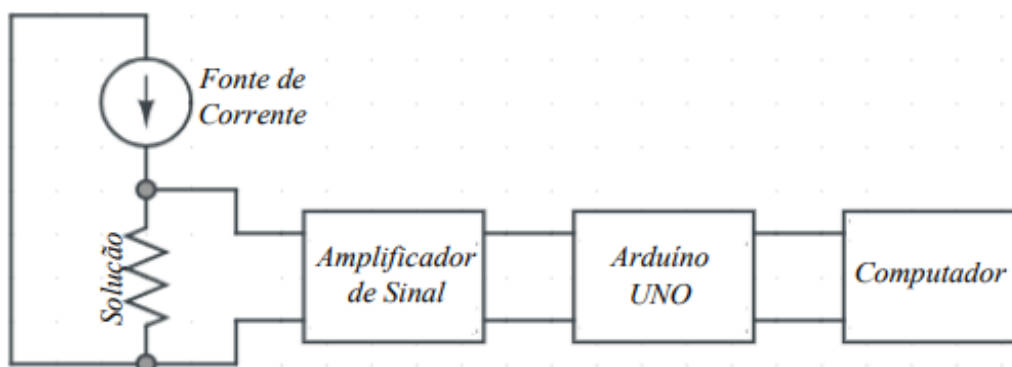 Fonte de
Corrente
Solução
Amplificador
de Sinal
Arduíno
UNO
Computador